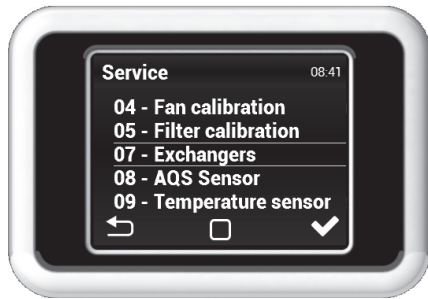 Service 08:41
04 - Fan calibration
05 - Filter calibration
07 - Exchangers
08 - AQS Sensor
09 - Temperature sensor